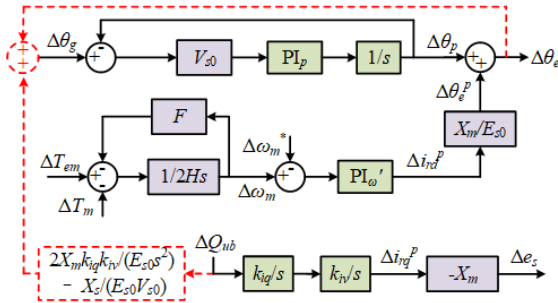 +
+
Δθg
-
+
Vs0
PIp
1/s
Δθp
+
+
Δθe
Δθe^p
Xm/Es0
F
ΔTem
-
-
ΔTm
1/2Hs
Δωm
Δωm*
+
-
PIω'
Δird^p
2Xmkiqkiv/(Es0s²)
− Xs/(Es0Vs0)
ΔQub
kiq/s
kiv/s
Δirq^p
-Xm
Δes